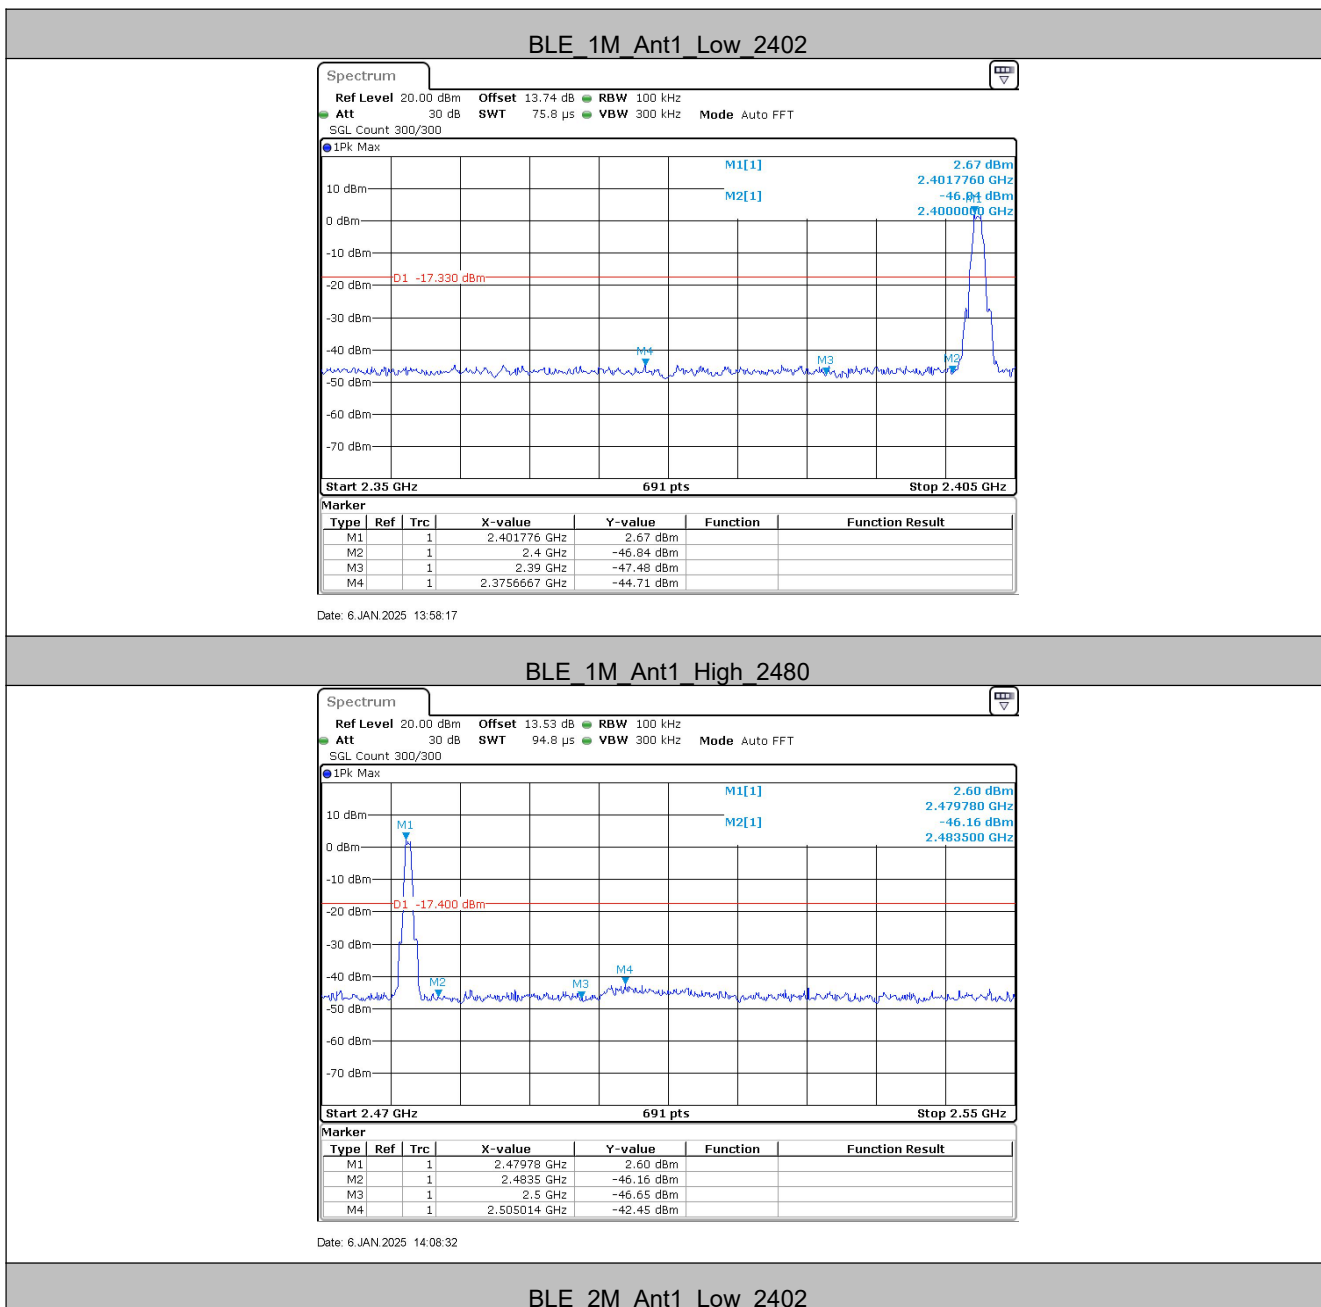 BLE_1M_Ant1_Low_2402
Spectrum
Ref Level 20.00 dBm Offset 13.74 dB RBW 100 kHz
Att 30 dB SWT 75.8 µs VBW 300 kHz Mode Auto FFT
SGL Count 300/300
1Pk Max
M1[1] 2.67 dBm
2.4017760 GHz
10 dBm
M2[1] -46.84 dBm
M1
2.4000000 GHz
0 dBm
-10 dBm
D1 -17.330 dBm
-20 dBm
-30 dBm
-40 dBm
M4
M3
M2
-50 dBm
-60 dBm
-70 dBm
Start 2.35 GHz 691 pts Stop 2.405 GHz
Marker
Type Ref Trc X-value Y-value Function Function Result
M1 1 2.401776 GHz 2.67 dBm
M2 1 2.4 GHz -46.84 dBm
M3 1 2.39 GHz -47.48 dBm
M4 1 2.3756667 GHz -44.71 dBm
Date: 6.JAN.2025 13:58:17
BLE_1M_Ant1_High_2480
Spectrum
Ref Level 20.00 dBm Offset 13.53 dB RBW 100 kHz
Att 30 dB SWT 94.8 µs VBW 300 kHz Mode Auto FFT
SGL Count 300/300
1Pk Max
M1[1] 2.60 dBm
2.479780 GHz
10 dBm
M2[1] -46.16 dBm
M1
2.483500 GHz
0 dBm
-10 dBm
D1 -17.400 dBm
-20 dBm
-30 dBm
M4
-40 dBm
M2
M3
-50 dBm
-60 dBm
-70 dBm
Start 2.47 GHz 691 pts Stop 2.55 GHz
Marker
Type Ref Trc X-value Y-value Function Function Result
M1 1 2.47978 GHz 2.60 dBm
M2 1 2.4835 GHz -46.16 dBm
M3 1 2.5 GHz -46.65 dBm
M4 1 2.505014 GHz -42.45 dBm
Date: 6.JAN.2025 14:08:32
BLE_2M_Ant1_Low_2402